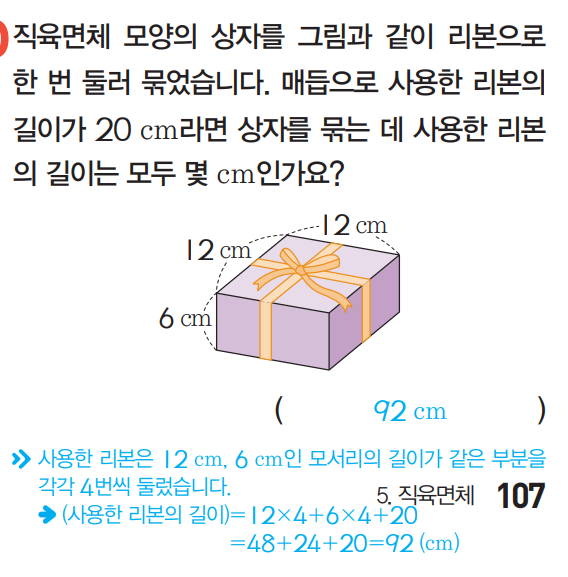 직육면체 모양의 상자를 그림과 같이 리본으로
한 번 둘러 묶었습니다. 매듭으로 사용한 리본의
길이가 20 cm라면 상자를 묶는 데 사용한 리본
의 길이는 모두 몇 cm인가요?
12 cm
12 cm
6 cm
( 92 cm )
» 사용한 리본은 12 cm, 6 cm인 모서리의 길이가 같은 부분을
각각 4번씩 둘렀습니다.
5. 직육면체 107
➔ (사용한 리본의 길이)=12×4+6×4+20
=48+24+20=92 (cm)